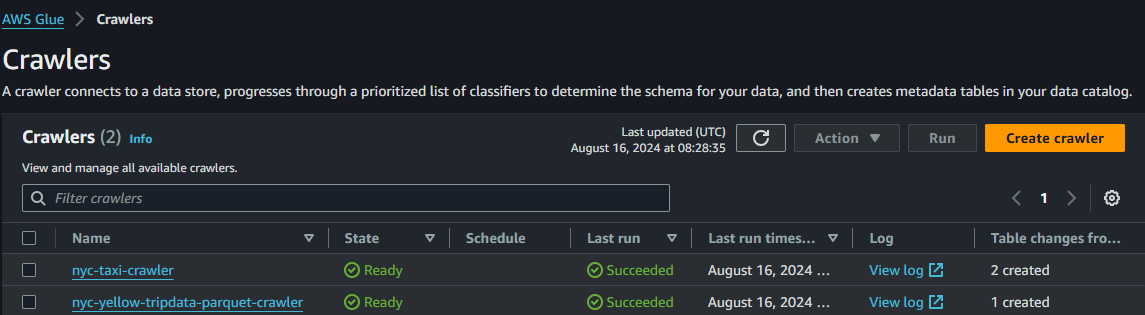 AWS Glue > Crawlers
Crawlers
A crawler connects to a data store, progresses through a prioritized list of classifiers to determine the schema for your data, and then creates metadata tables in your data catalog.
Crawlers (2) Info
Last updated (UTC)
August 16, 2024 at 08:28:35
Action
Run
Create crawler
View and manage all available crawlers.
Filter crawlers
1
Name State Schedule Last run Last run times... Log Table changes fro...
nyc-taxi-crawler Ready Succeeded August 16, 2024 ... View log 2 created
nyc-yellow-tripdata-parquet-crawler Ready Succeeded August 16, 2024 ... View log 1 created